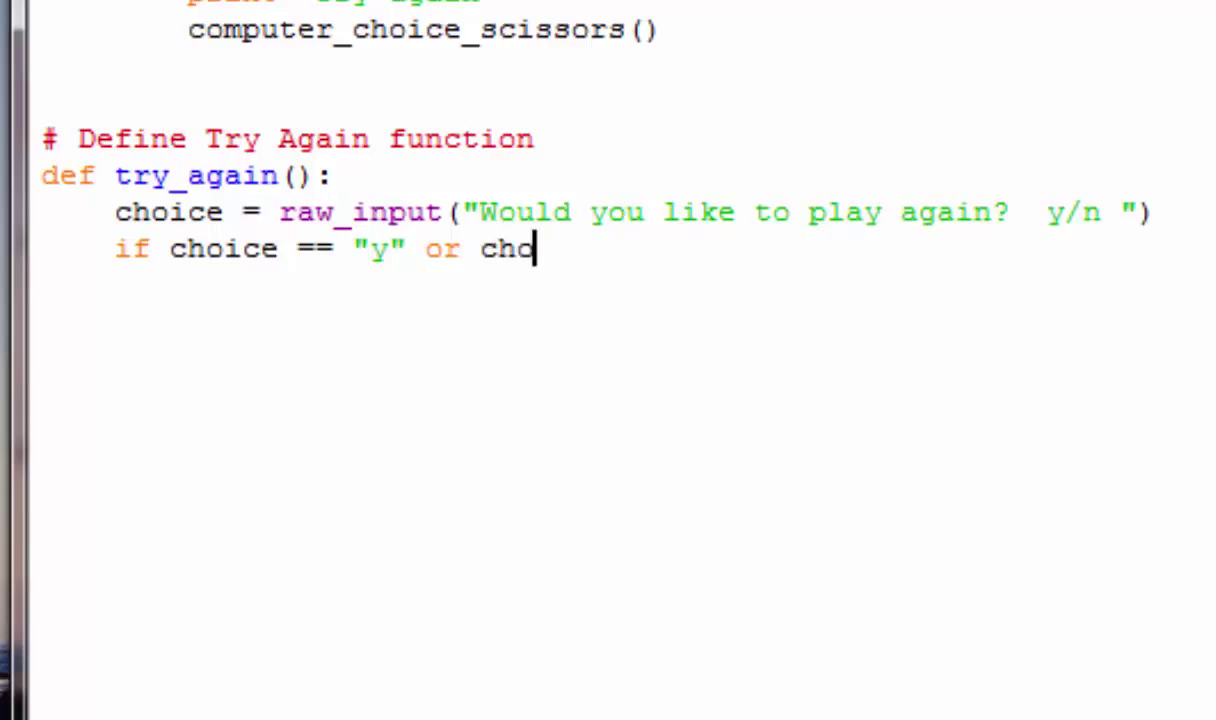 computer_choice_scissors()
# Define Try Again function
def try_again():
choice = raw_input("Would you like to play again?  y/n ")
if choice == "y" or cho